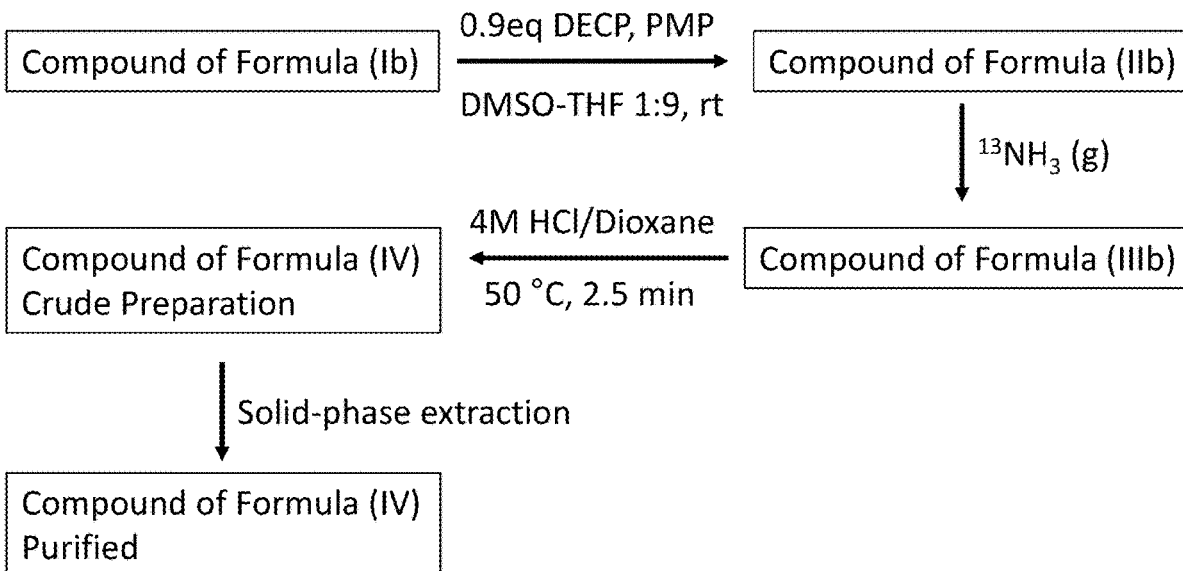 Compound of Formula (Ib)
0.9eq DECP, PMP
DMSO-THF 1:9, rt
Compound of Formula (IIb)
¹³NH₃ (g)
Compound of Formula (IIIb)
4M HCl/Dioxane
50 °C, 2.5 min
Compound of Formula (IV)
Crude Preparation
Solid-phase extraction
Compound of Formula (IV)
Purified